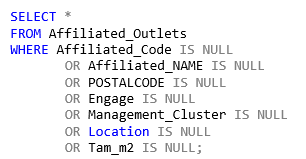 SELECT *
FROM Affiliated_Outlets
WHERE Affiliated_Code IS NULL
OR Affiliated_NAME IS NULL
OR POSTALCODE IS NULL
OR Engage IS NULL
OR Management_Cluster IS NULL
OR Location IS NULL
OR Tam_m2 IS NULL;